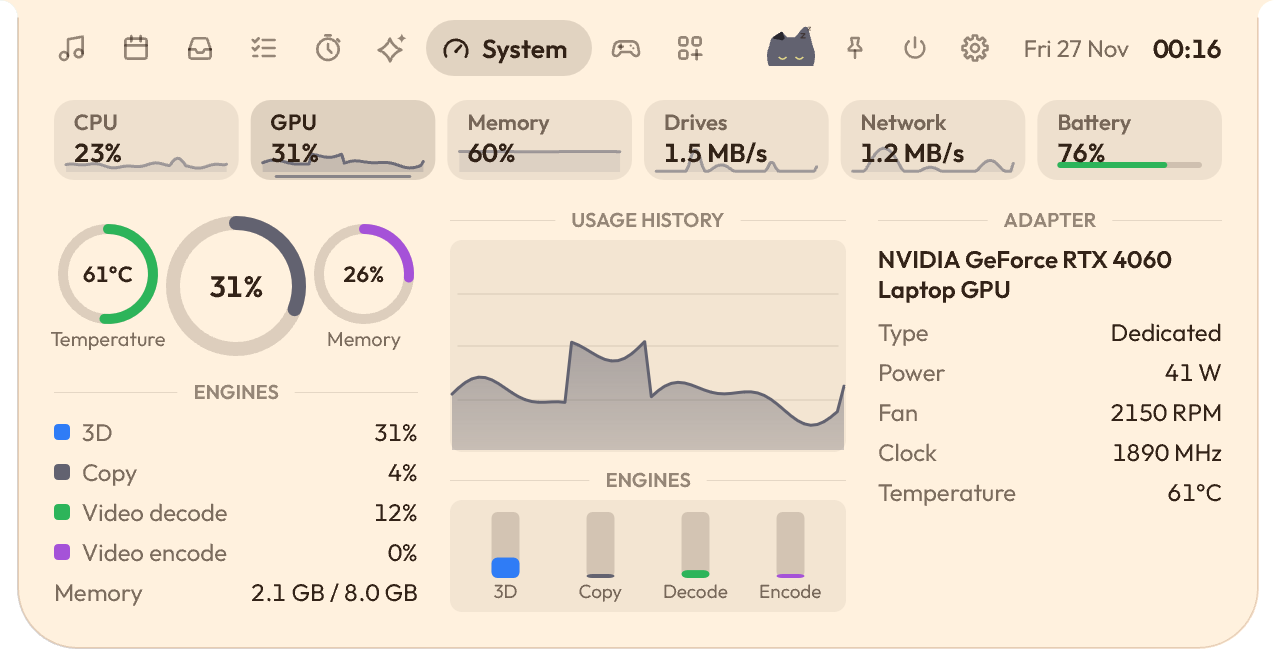 System
Fri 27 Nov
00:16
CPU
23%
GPU
31%
Memory
60%
Drives
1.5 MB/s
Network
1.2 MB/s
Battery
76%
61°C
Temperature
31%
26%
Memory
ENGINES
3D 31%
Copy 4%
Video decode 12%
Video encode 0%
Memory 2.1 GB / 8.0 GB
USAGE HISTORY
ENGINES
3D
Copy
Decode
Encode
ADAPTER
NVIDIA GeForce RTX 4060
Laptop GPU
Type Dedicated
Power 41 W
Fan 2150 RPM
Clock 1890 MHz
Temperature 61°C